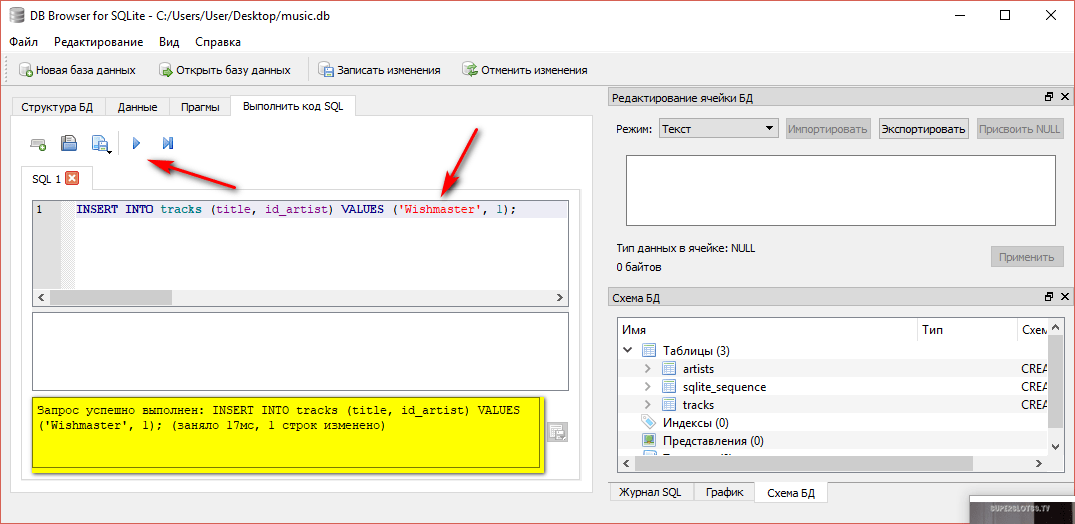 DB Browser for SQLite - C:/Users/User/Desktop/music.db
Файл Редактирование Вид Справка
Новая база данных Открыть базу данных Записать изменения Отменить изменения
Структура БД Данные Прагмы Выполнить код SQL
SQL 1
1 INSERT INTO tracks (title, id_artist) VALUES ('Wishmaster', 1);
Запрос успешно выполнен: INSERT INTO tracks (title, id_artist) VALUES
('Wishmaster', 1); (заняло 17мс, 1 строк изменено)
Редактирование ячейки БД
Режим: Текст Импортировать Экспортировать Присвоить NULL
Тип данных в ячейке: NULL
0 байтов
Применить
Схема БД
Имя Тип Схем
Таблицы (3)
artists CREA
sqlite_sequence CREA
tracks CREA
Индексы (0)
Представления (0)
Журнал SQL График Схема БД
SUPERSLOTSS.TV